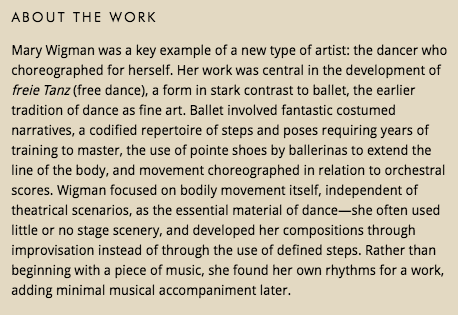 ABOUT THE WORK
Mary Wigman was a key example of a new type of artist: the dancer who
choreographed for herself. Her work was central in the development of
freie Tanz (free dance), a form in stark contrast to ballet, the earlier
tradition of dance as fine art. Ballet involved fantastic costumed
narratives, a codified repertoire of steps and poses requiring years of
training to master, the use of pointe shoes by ballerinas to extend the
line of the body, and movement choreographed in relation to orchestral
scores. Wigman focused on bodily movement itself, independent of
theatrical scenarios, as the essential material of dance—she often used
little or no stage scenery, and developed her compositions through
improvisation instead of through the use of defined steps. Rather than
beginning with a piece of music, she found her own rhythms for a work,
adding minimal musical accompaniment later.